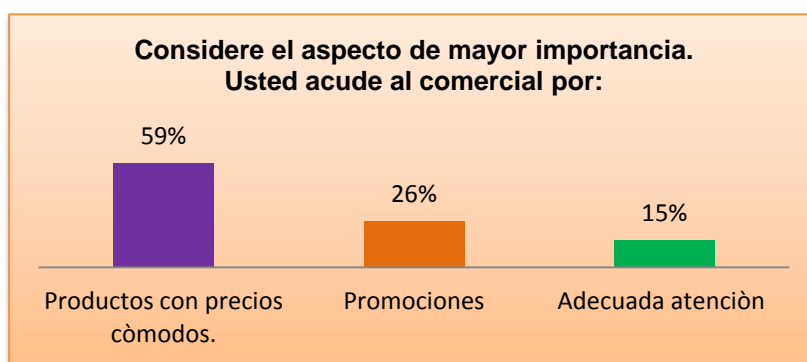 Considere el aspecto de mayor importancia.
Usted acude al comercial por:
59%
26%
15%
Productos con precios
còmodos.
Promociones
Adecuada atenciòn